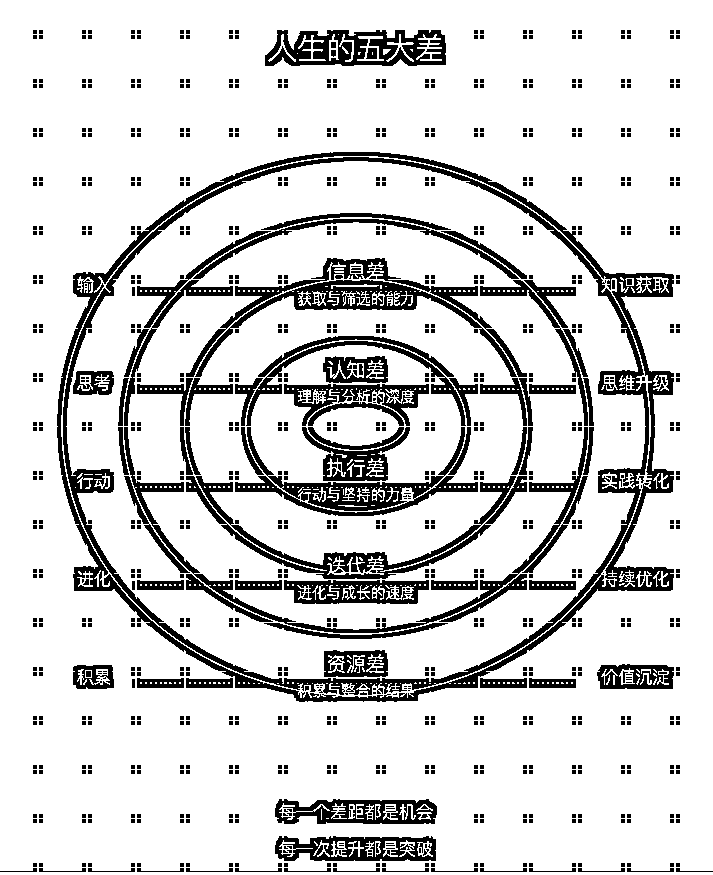 人生的五大差
信息差
输入
获取与筛选的能力
知识获取
认知差
思考
理解与分析的深度
思维升级
执行差
行动
行动与坚持的力量
实践转化
迭代差
进化
进化与成长的速度
持续优化
资源差
积累
积累与整合的结果
价值沉淀
每一个差距都是机会
每一次提升都是突破